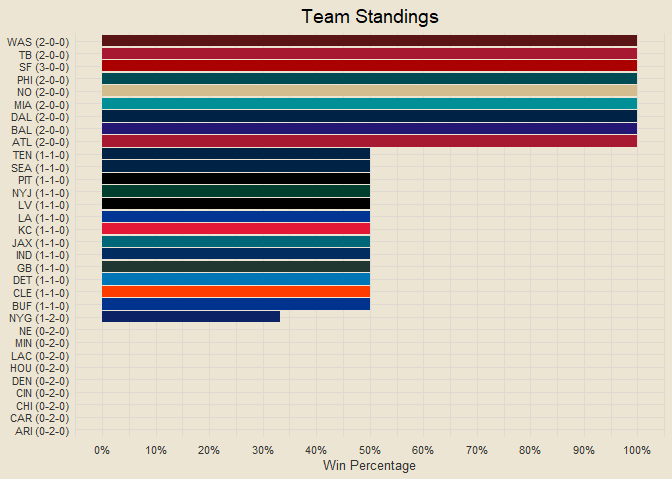 Team Standings
WAS (2-0-0)
TB (2-0-0)
SF (3-0-0)
PHI (2-0-0)
NO (2-0-0)
MIA (2-0-0)
DAL (2-0-0)
BAL (2-0-0)
ATL (2-0-0)
TEN (1-1-0)
SEA (1-1-0)
PIT (1-1-0)
NYJ (1-1-0)
LV (1-1-0)
LA (1-1-0)
KC (1-1-0)
JAX (1-1-0)
IND (1-1-0)
GB (1-1-0)
DET (1-1-0)
CLE (1-1-0)
BUF (1-1-0)
NYG (1-2-0)
NE (0-2-0)
MIN (0-2-0)
LAC (0-2-0)
HOU (0-2-0)
DEN (0-2-0)
CIN (0-2-0)
CHI (0-2-0)
CAR (0-2-0)
ARI (0-2-0)
0% 10% 20% 30% 40% 50% 60% 70% 80% 90% 100%
Win Percentage